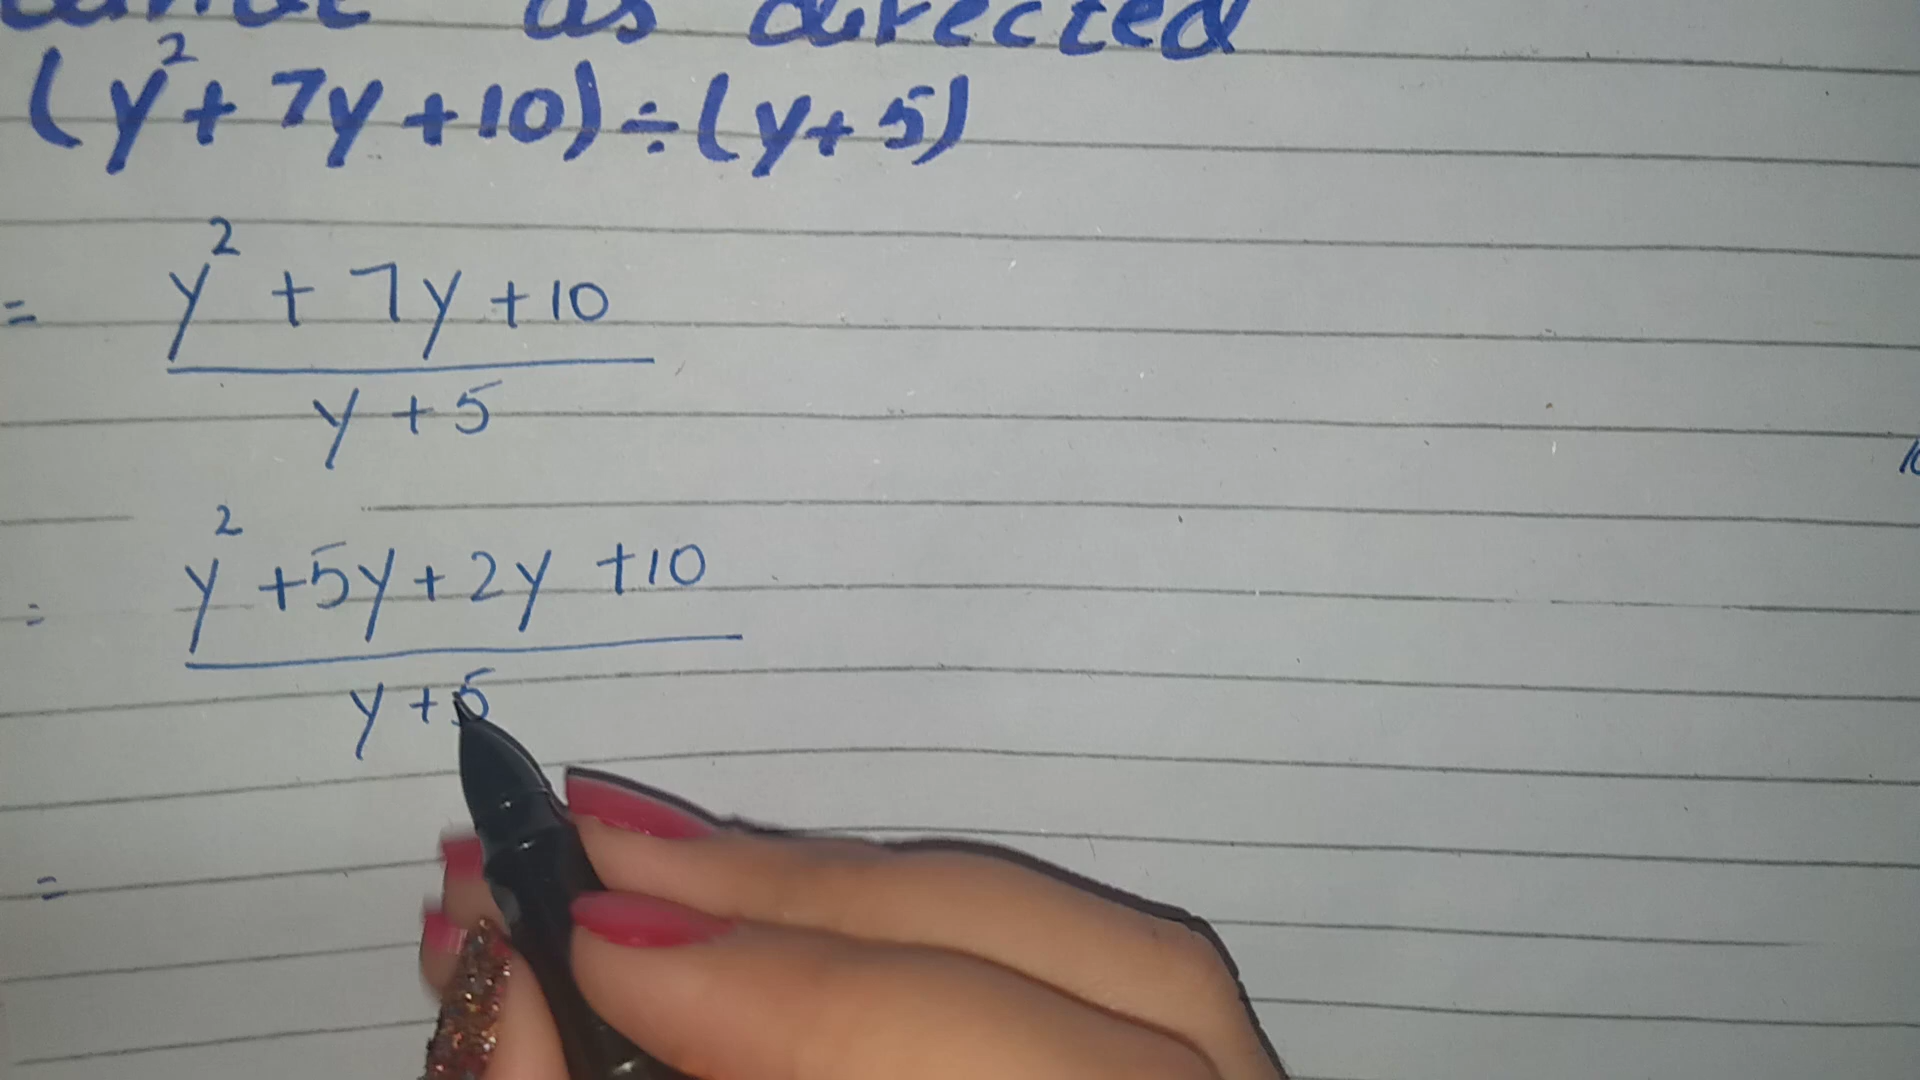 as directed
(y² + 7y + 10) ÷ (y + 5)
= y² + 7y + 10
y + 5
= y² + 5y + 2y + 10
y + 5
=